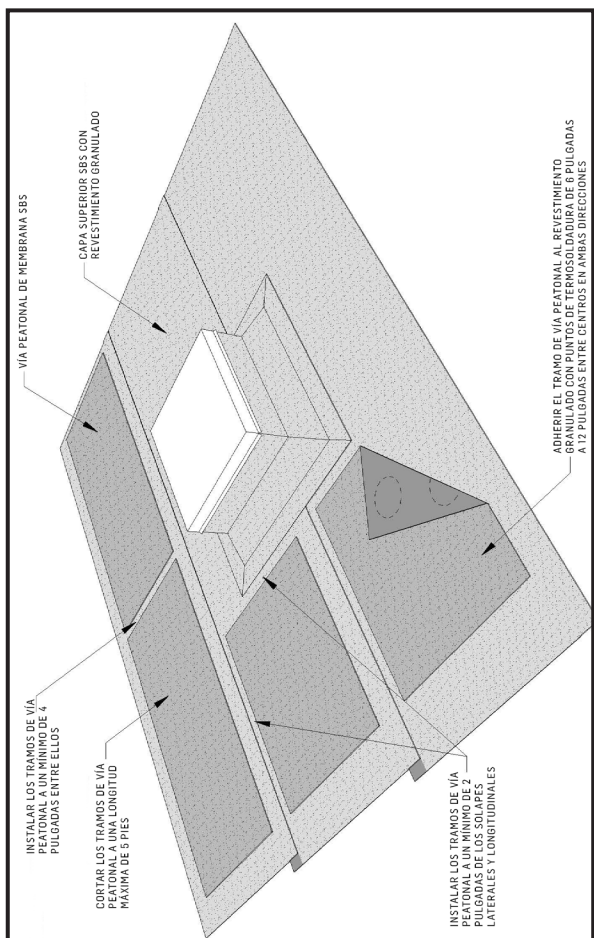 VÍA PEATONAL DE MEMBRANA SBS
CAPA SUPERIOR SBS CON
REVESTIMIENTO GRANULADO
ADHERIR EL TRAMO DE VÍA PEATONAL AL REVESTIMIENTO
GRANULADO CON PUNTOS DE TERMOSOLDADURA DE 6 PULGADAS
A 12 PULGADAS ENTRE CENTROS EN AMBAS DIRECCIONES
INSTALAR LOS TRAMOS DE VÍA
PEATONAL A UN MÍNIMO DE 4
PULGADAS ENTRE ELLOS
CORTAR LOS TRAMOS DE VÍA
PEATONAL A UNA LONGITUD
MÁXIMA DE 5 PIES
INSTALAR LOS TRAMOS DE VÍA
PEATONAL A UN MÍNIMO DE 2
PULGADAS DE LOS SOLAPES
LATERALES Y LONGITUDINALES